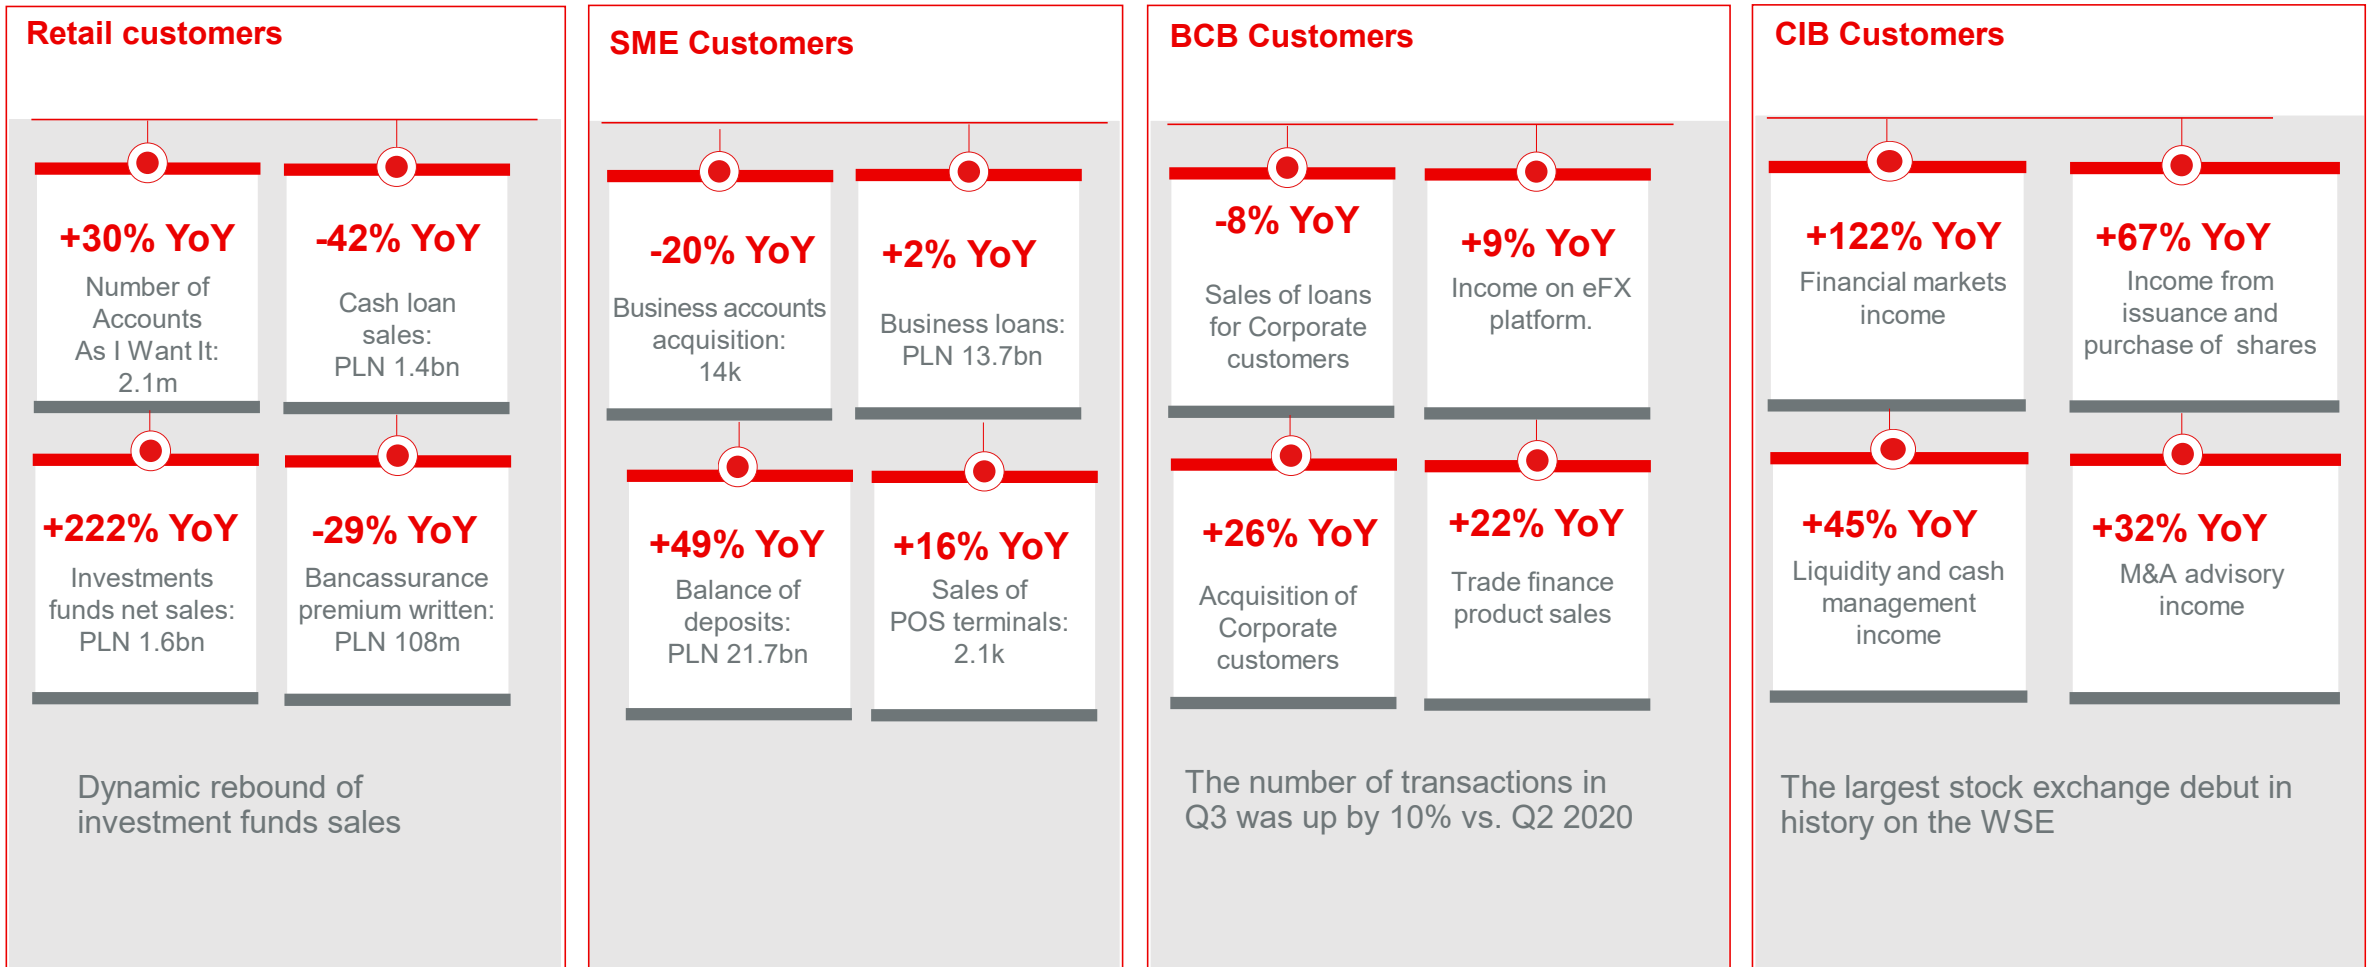 Retail customers
+30% YoY
Number of
Accounts
As I Want It:
2.1m
-42% YoY
Cash loan
sales:
PLN 1.4bn
+222% YoY
Investments
funds net sales:
PLN 1.6bn
-29% YoY
Bancassurance
premium written:
PLN 108m
Dynamic rebound of
investment funds sales
SME Customers
-20% YoY
Business accounts
acquisition:
14k
+2% YoY
Business loans:
PLN 13.7bn
+49% YoY
Balance of
deposits:
PLN 21.7bn
+16% YoY
Sales of
POS terminals:
2.1k
BCB Customers
-8% YoY
Sales of loans
for Corporate
customers
+9% YoY
Income on eFX
platform.
+26% YoY
Acquisition of
Corporate
customers
+22% YoY
Trade finance
product sales
The number of transactions in
Q3 was up by 10% vs. Q2 2020
CIB Customers
+122% YoY
Financial markets
income
+67% YoY
Income from
issuance and
purchase of shares
+45% YoY
Liquidity and cash
management
income
+32% YoY
M&A advisory
income
The largest stock exchange debut in
history on the WSE